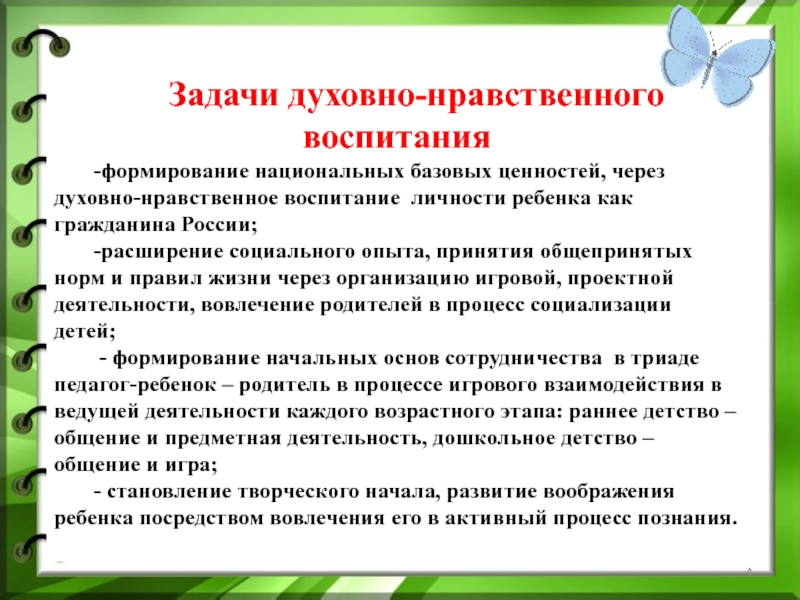 Задачи духовно-нравственного
воспитания
-формирование национальных базовых ценностей, через
духовно-нравственное воспитание личности ребенка как
гражданина России;
-расширение социального опыта, принятия общепринятых
норм и правил жизни через организацию игровой, проектной
деятельности, вовлечение родителей в процесс социализации
детей;
- формирование начальных основ сотрудничества в триаде
педагог-ребенок – родитель в процессе игрового взаимодействия в
ведущей деятельности каждого возрастного этапа: раннее детство –
общение и предметная деятельность, дошкольное детство –
общение и игра;
- становление творческого начала, развитие воображения
ребенка посредством вовлечения его в активный процесс познания.